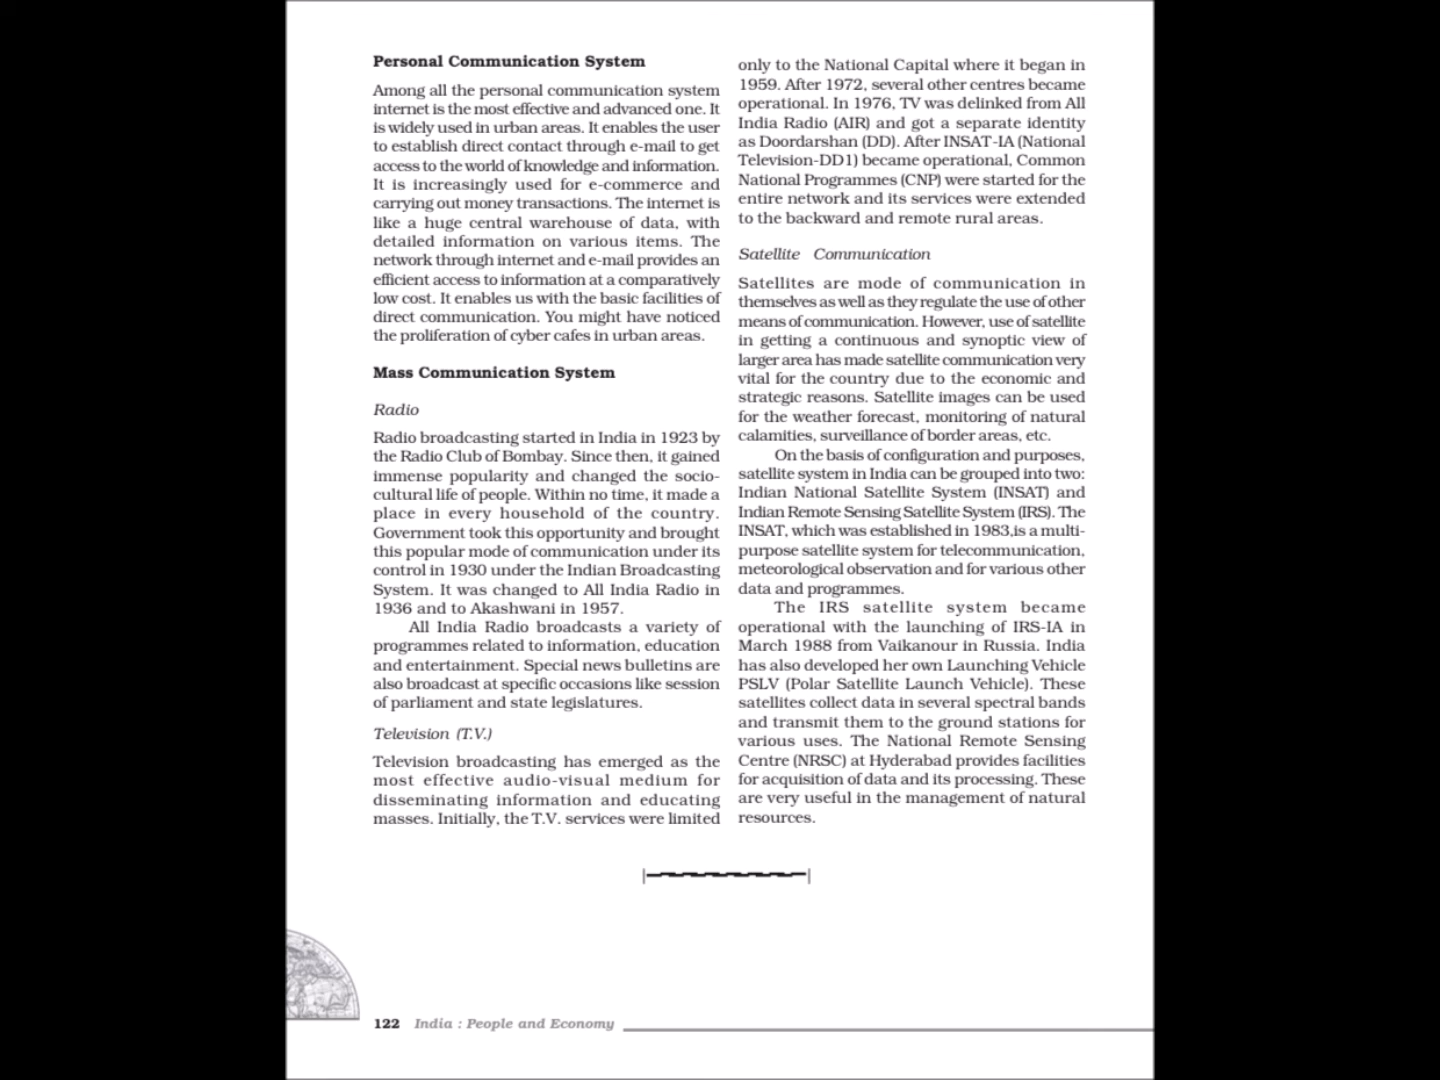 Personal Communication System
Among all the personal communication system
internet is the most effective and advanced one. It
is widely used in urban areas. It enables the user
to establish direct contact through e-mail to get
access to the world of knowledge and information.
It is increasingly used for e-commerce and
carrying out money transactions. The internet is
like a huge central warehouse of data, with
detailed information on various items. The
network through internet and e-mail provides an
efficient access to information at a comparatively
low cost. It enables us with the basic facilities of
direct communication. You might have noticed
the proliferation of cyber cafes in urban areas.
Mass Communication System
Radio
Radio broadcasting started in India in 1923 by
the Radio Club of Bombay. Since then, it gained
immense popularity and changed the socio-
cultural life of people. Within no time, it made a
place in every household of the country.
Government took this opportunity and brought
this popular mode of communication under its
control in 1930 under the Indian Broadcasting
System. It was changed to All India Radio in
1936 and to Akashwani in 1957.
All India Radio broadcasts a variety of
programmes related to information, education
and entertainment. Special news bulletins are
also broadcast at specific occasions like session
of parliament and state legislatures.
Television (T.V.)
Television broadcasting has emerged as the
most effective audio-visual medium for
disseminating information and educating
masses. Initially, the T.V. services were limited
only to the National Capital where it began in
1959. After 1972, several other centres became
operational. In 1976, TV was delinked from All
India Radio (AIR) and got a separate identity
as Doordarshan (DD). After INSAT-IA (National
Television-DD1) became operational, Common
National Programmes (CNP) were started for the
entire network and its services were extended
to the backward and remote rural areas.
Satellite Communication
Satellites are mode of communication in
themselves as well as they regulate the use of other
means of communication. However, use of satellite
in getting a continuous and synoptic view of
larger area has made satellite communication very
vital for the country due to the economic and
strategic reasons. Satellite images can be used
for the weather forecast, monitoring of natural
calamities, surveillance of border areas, etc.
On the basis of configuration and purposes,
satellite system in India can be grouped into two:
Indian National Satellite System (INSAT) and
Indian Remote Sensing Satellite System (IRS). The
INSAT, which was established in 1983,is a multi-
purpose satellite system for telecommunication,
meteorological observation and for various other
data and programmes.
The IRS satellite system became
operational with the launching of IRS-IA in
March 1988 from Vaikanour in Russia. India
has also developed her own Launching Vehicle
PSLV (Polar Satellite Launch Vehicle). These
satellites collect data in several spectral bands
and transmit them to the ground stations for
various uses. The National Remote Sensing
Centre (NRSC) at Hyderabad provides facilities
for acquisition of data and its processing. These
are very useful in the management of natural
resources.
122 India : People and Economy